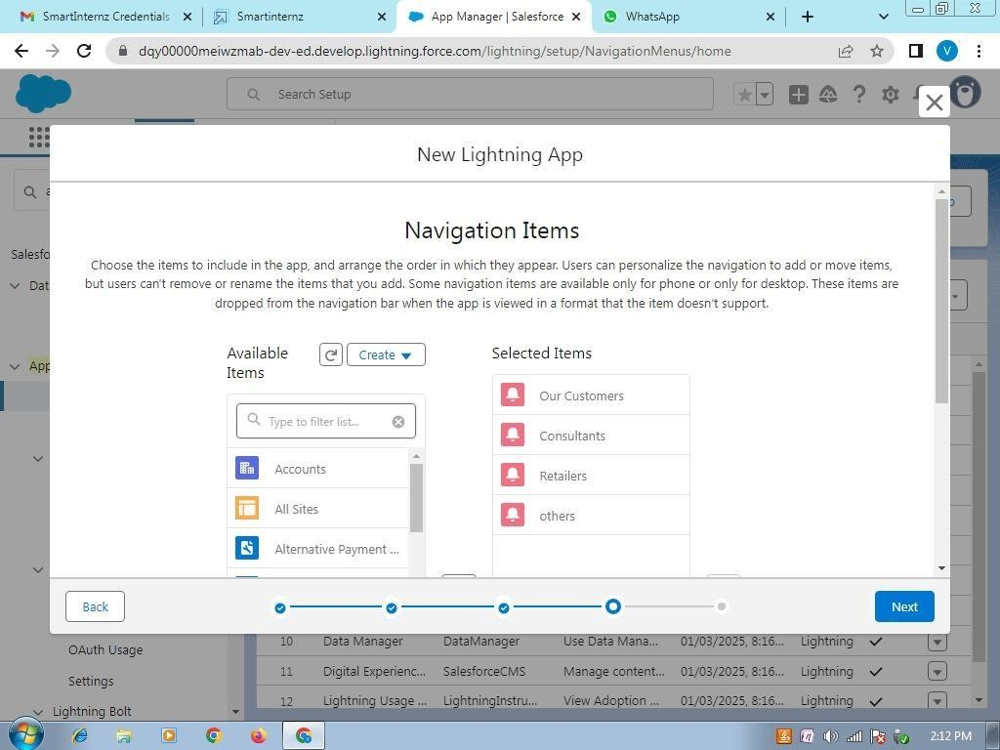 SmartInternz Credentials
Smartinternz
App Manager | Salesforce
WhatsApp
dqy00000meiwzmab-dev-ed.develop.lightning.force.com/lightning/setup/NavigationMenus/home
V
Search Setup
New Lightning App
Navigation Items
Choose the items to include in the app, and arrange the order in which they appear. Users can personalize the navigation to add or move items,
but users can't remove or rename the items that you add. Some navigation items are available only for phone or only for desktop. These items are
dropped from the navigation bar when the app is viewed in a format that the item doesn't support.
Salesfo
Dat
App
Available
Items
Create
Selected Items
Type to filter list...
Accounts
All Sites
Alternative Payment ...
Our Customers
Consultants
Retailers
others
Back
Next
OAuth Usage
Settings
Lightning Bolt
10 Data Manager DataManager Use Data Mana... 01/03/2025, 8:16... Lightning
11 Digital Experienc... SalesforceCMS Manage content... 01/03/2025, 8:16... Lightning
12 Lightning Usage ... LightningInstru... View Adoption ... 01/03/2025, 8:16... Lightning
2:12 PM